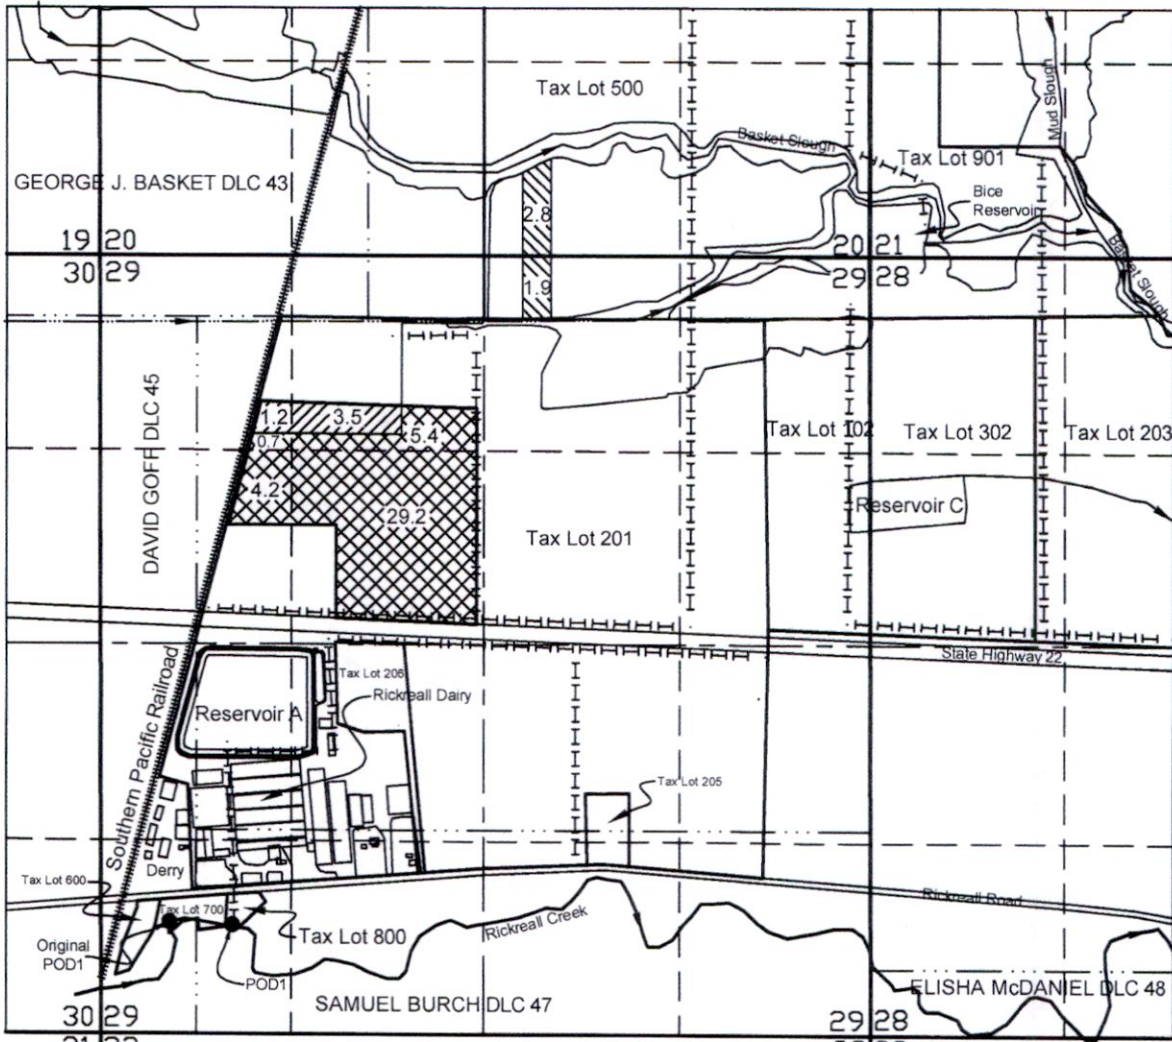 Tax Lot 500
Mud Slough
Basket Slough
Tax Lot 901
GEORGE J. BASKET DLC 43
Bice
Reservoir
2.8
19 20
30 29
20 21
29 28
1.9
Basket Slough
DAVID GOFF DLC 45
1.2 3.5
5.4
0.7
Tax Lot 102
Tax Lot 302
Tax Lot 203
4.2
29.2
Reservoir C
Tax Lot 201
State Highway 22
Southern Pacific Railroad
Tax Lot 206
Rickreall Dairy
Reservoir A
Tax Lot 205
Derry
Tax Lot 600
Tax Lot 700
Rickreall Road
Rickreall Creek
Tax Lot 800
Original
POD1
POD1
SAMUEL BURCH DLC 47
ELISHA McDANIEL DLC 48
30 29
29 28